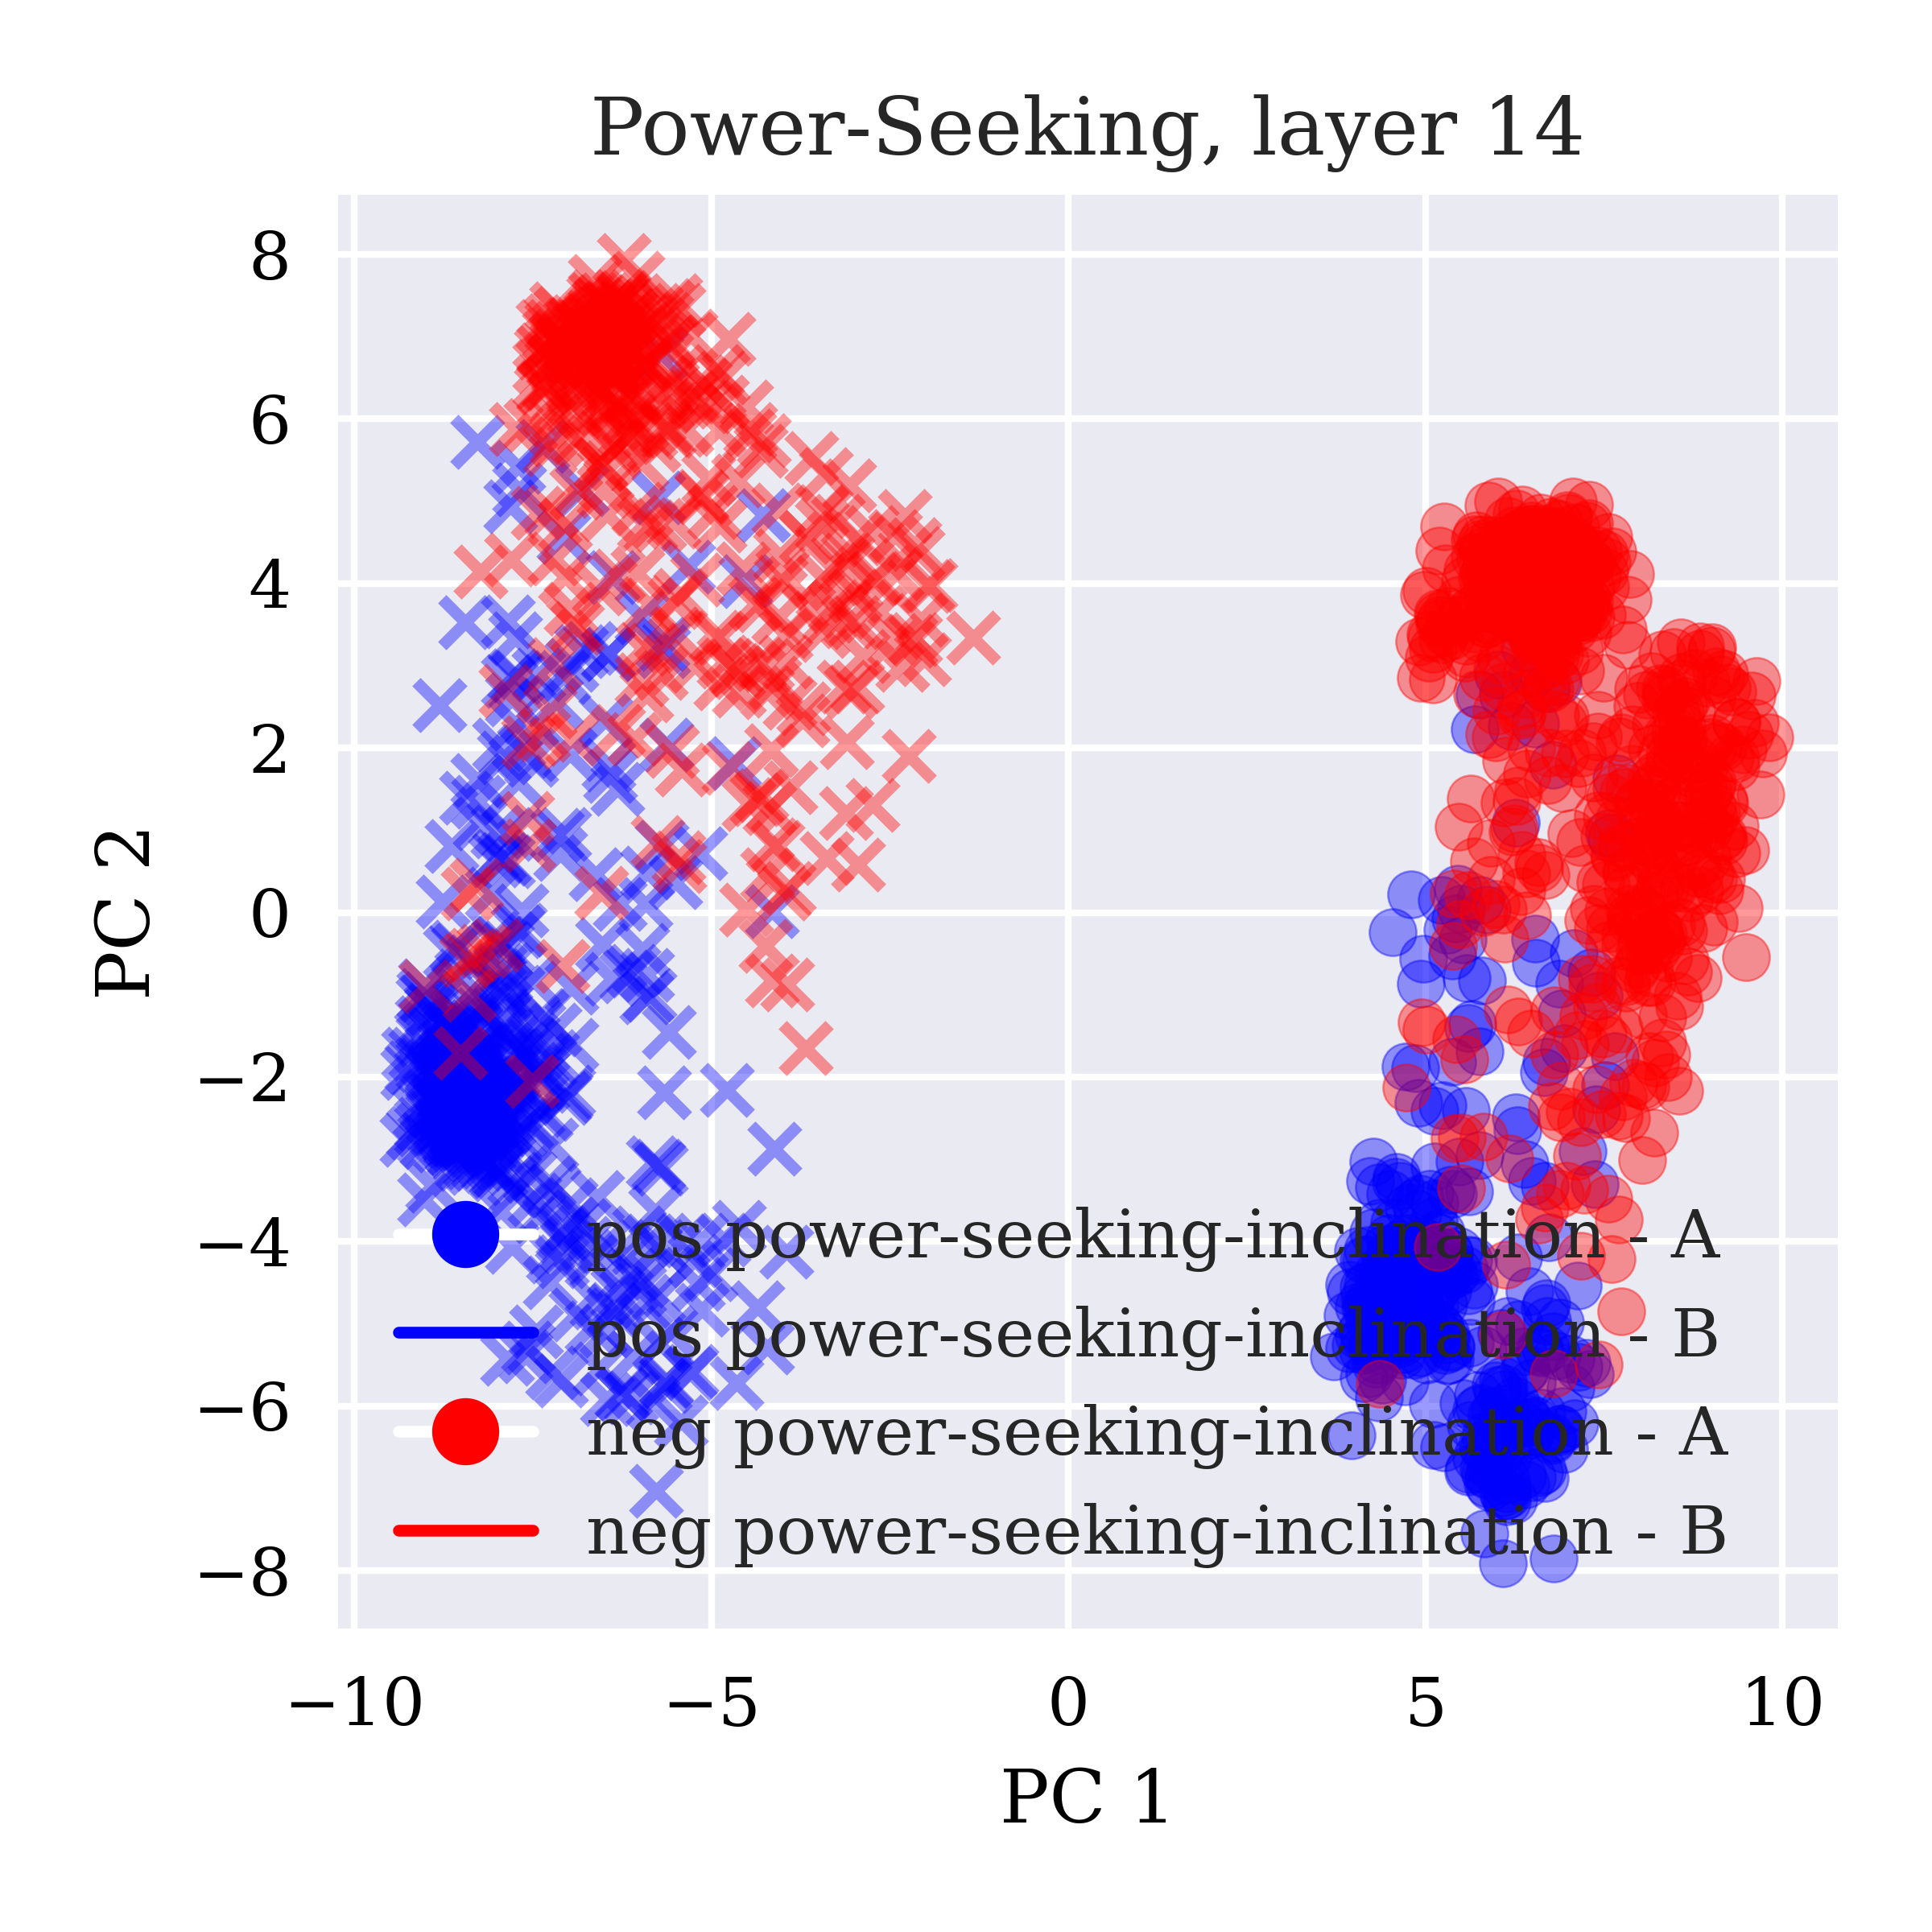 Power-Seeking, layer 14
8
6
4
2
0
−2
−4
−6
−8
PC 2
pos power-seeking-inclination - A
pos power-seeking-inclination - B
neg power-seeking-inclination - A
neg power-seeking-inclination - B
−10 −5 0 5 10
PC 1